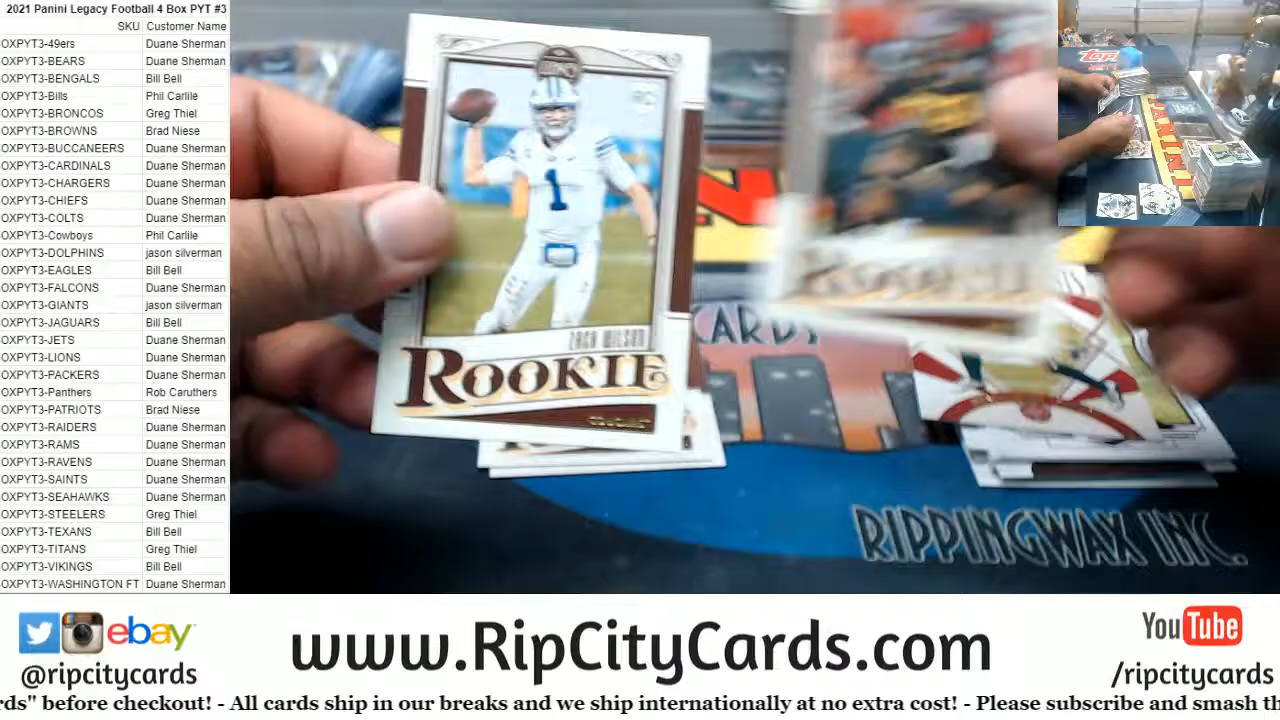 2021 Panini Legacy Football 4 Box PYT #3
SKU Customer Name
OXPYT3-49ers Duane Sherman
OXPYT3-BEARS Duane Sherman
OXPYT3-BENGALS Bill Bell
OXPYT3-Bills Phil Carlile
OXPYT3-BRONCOS Greg Thiel
OXPYT3-BROWNS Brad Niese
OXPYT3-BUCCANEERS Duane Sherman
OXPYT3-CARDINALS Duane Sherman
OXPYT3-CHARGERS Duane Sherman
OXPYT3-CHIEFS Duane Sherman
OXPYT3-COLTS Duane Sherman
OXPYT3-Cowboys Phil Carlile
OXPYT3-DOLPHINS jason silverman
OXPYT3-EAGLES Bill Bell
OXPYT3-FALCONS Duane Sherman
OXPYT3-GIANTS jason silverman
OXPYT3-JAGUARS Bill Bell
OXPYT3-JETS Duane Sherman
OXPYT3-LIONS Duane Sherman
OXPYT3-PACKERS Duane Sherman
OXPYT3-Panthers Rob Caruthers
OXPYT3-PATRIOTS Brad Niese
OXPYT3-RAIDERS Duane Sherman
OXPYT3-RAMS Duane Sherman
OXPYT3-RAVENS Duane Sherman
OXPYT3-SAINTS Duane Sherman
OXPYT3-SEAHAWKS Duane Sherman
OXPYT3-STEELERS Greg Thiel
OXPYT3-TEXANS Bill Bell
OXPYT3-TITANS Greg Thiel
OXPYT3-VIKINGS Bill Bell
OXPYT3-WASHINGTON FT Duane Sherman
RC
1
ZACH WILSON
ROOKIE
CARDS
RIPPINGWAX INC.
topps
PANINI
ebay
@ripcitycards
www.RipCityCards.com
YouTube
/ripcitycards
rds" before checkout! - All cards ship in our breaks and we ship internationally at no extra cost! - Please subscribe and smash th